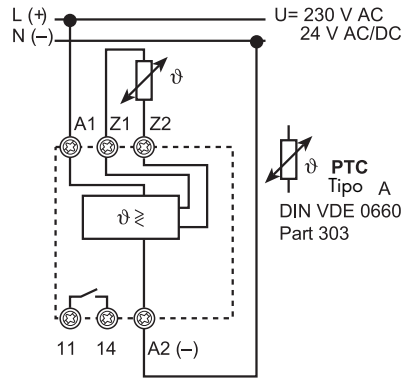 L (+)
U= 230 V AC
N (–)
24 V AC/DC
ϑ
A1 Z1 Z2
ϑ PTC
Tipo A
DIN VDE 0660
Part 303
ϑ ≷
11 14 A2 (–)